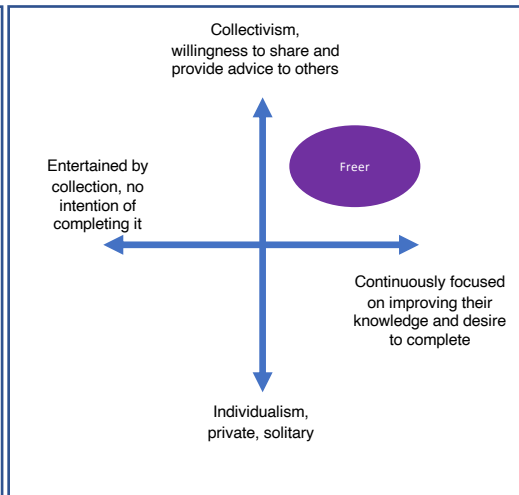 Collectivism,
willingness to share and
provide advice to others
Freer
Entertained by
collection, no
intention of
completing it
Continuously focused
on improving their
knowledge and desire
to complete
Individualism,
private, solitary